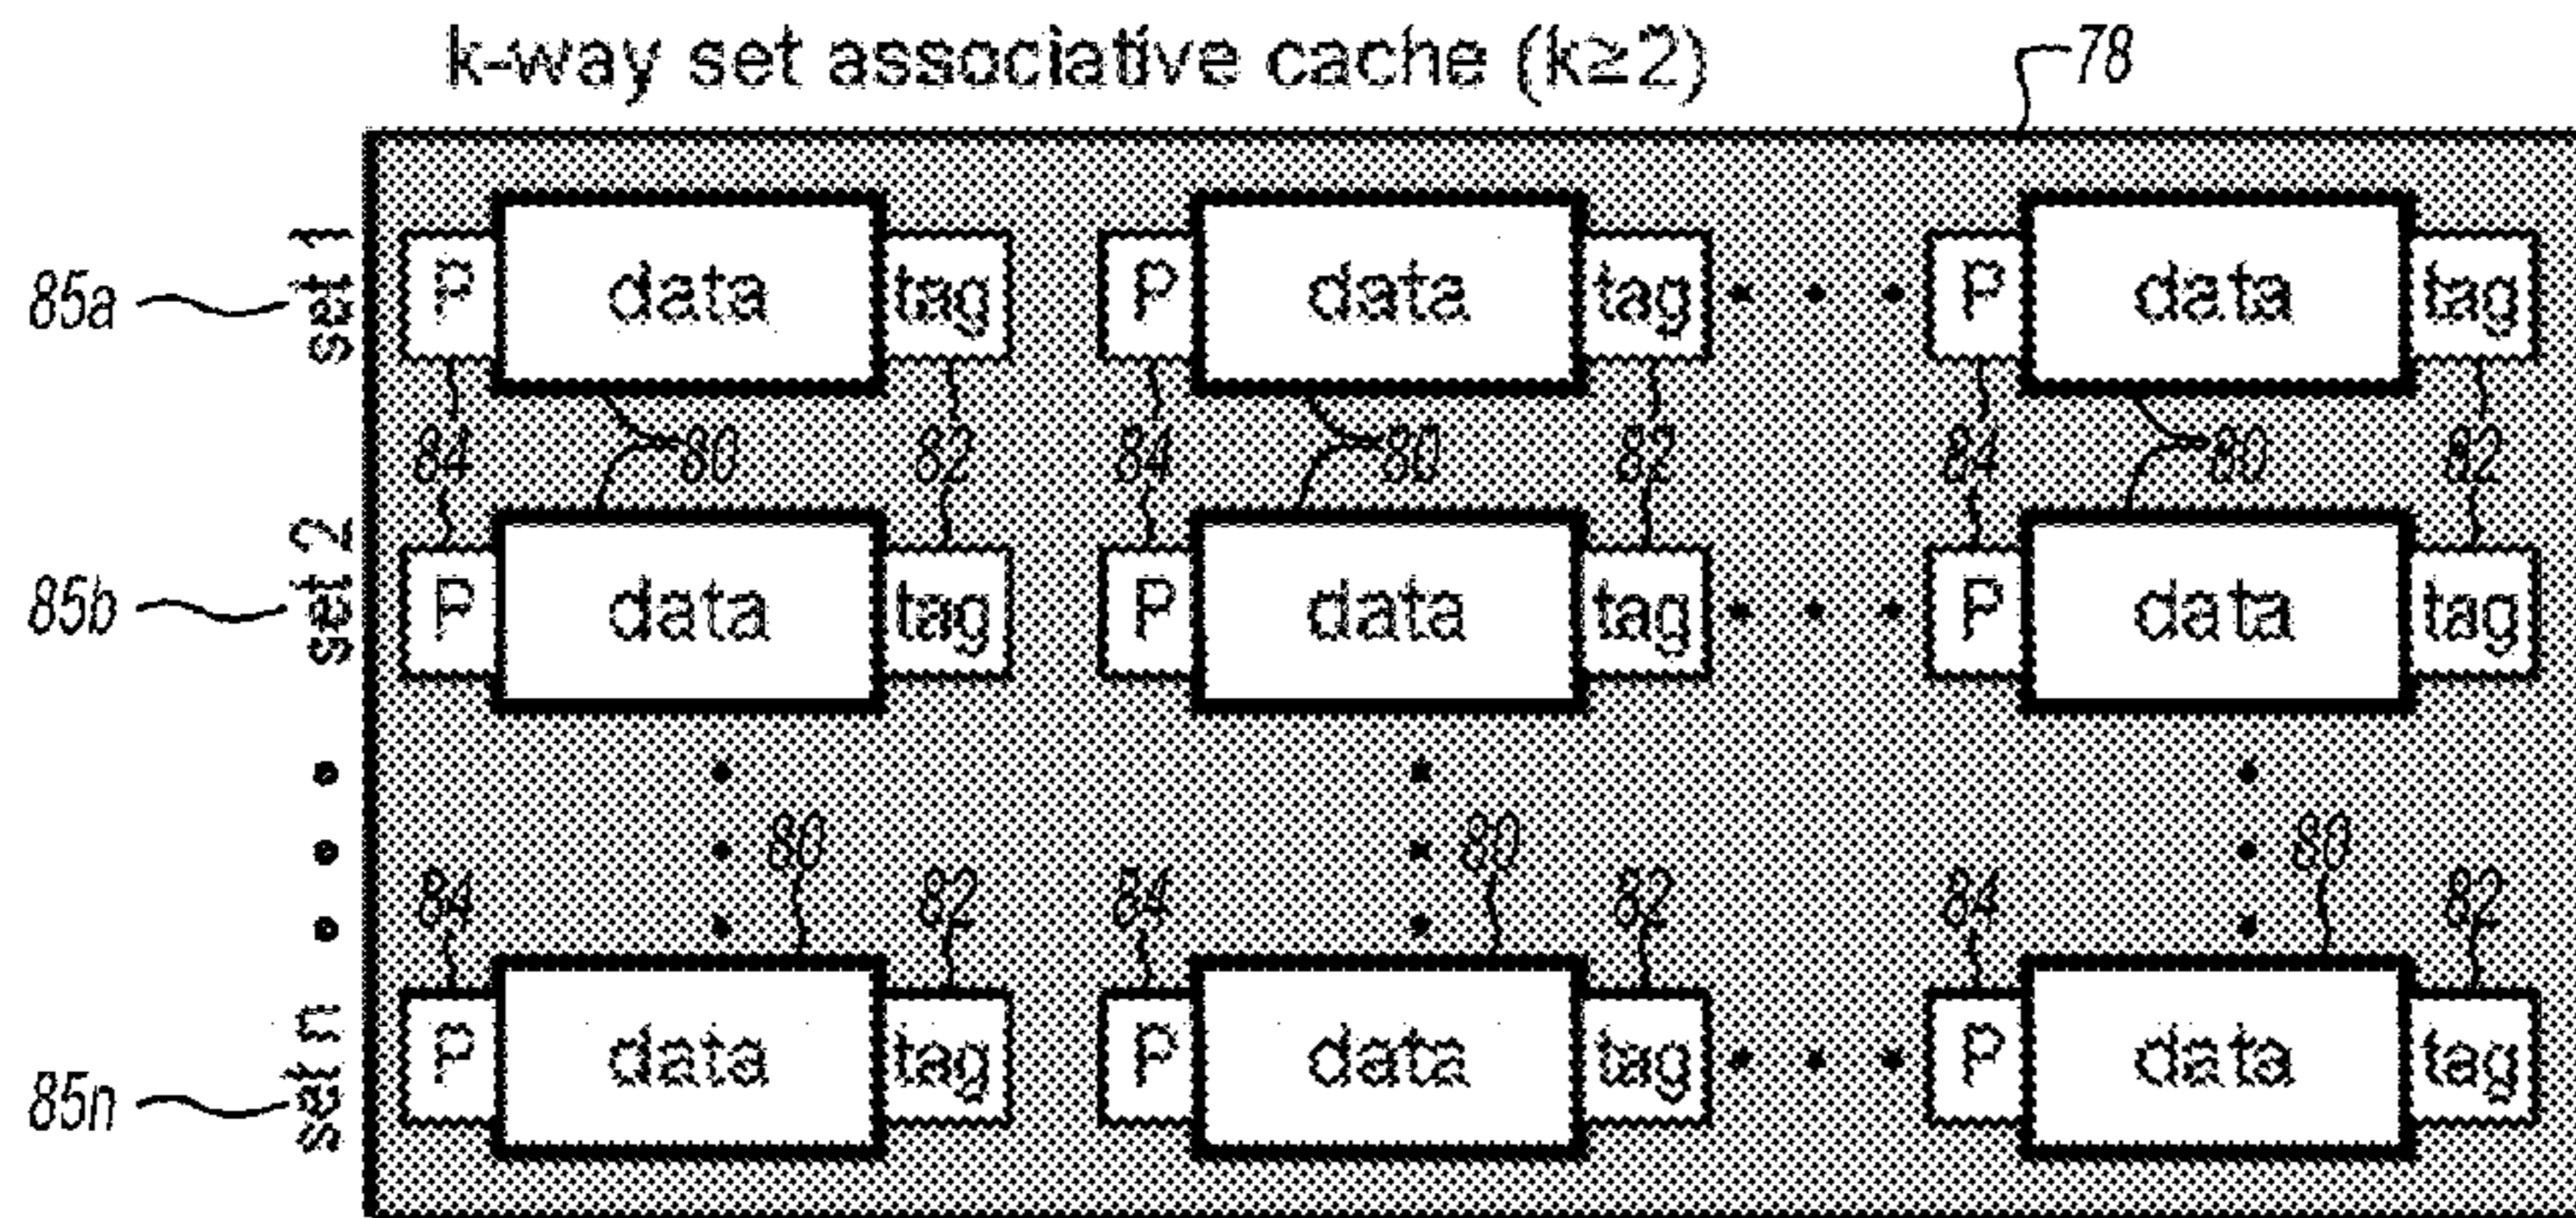 k-way set associative cache (k≥2) 78
85a set 1 P data tag P data tag P data tag
84 80 82 84 80 82 84 80 82
85b set 2 P data tag P data tag P data tag
80 80 80
84 82 84 82 84 82
85n set n P data tag P data tag P data tag